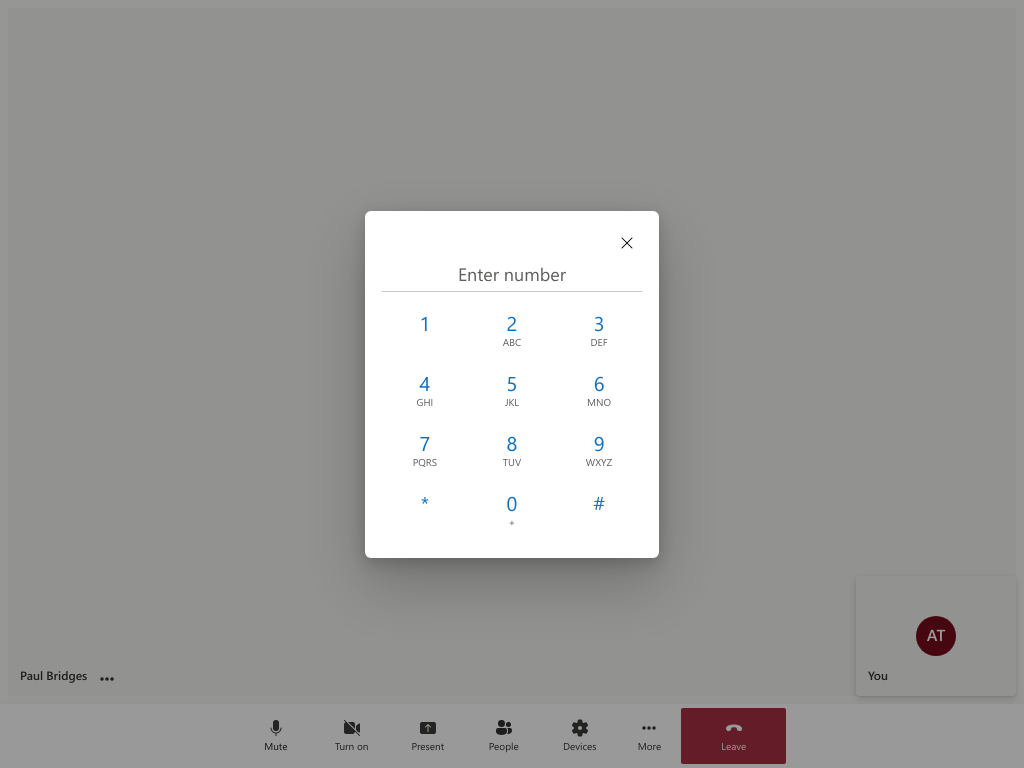 Enter number
1 2 3
ABC DEF
4 5 6
GHI JKL MNO
7 8 9
PQRS TUV WXYZ
* 0 #
+
AT
Paul Bridges ... You
Mute Turn on Present People Devices More Leave